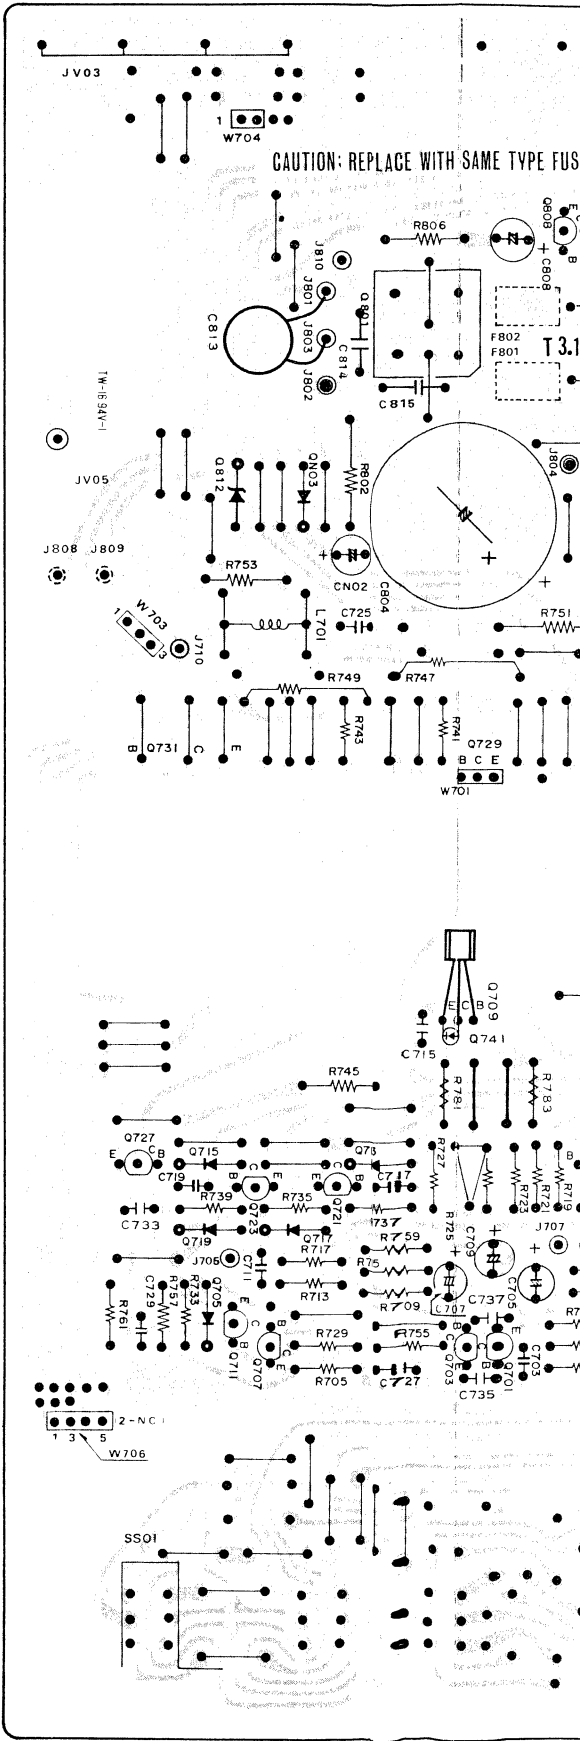 JV03
1
W704
CAUTION: REPLACE WITH SAME TYPE FUS
Q808
E
C
B
R806
C808
J810
J801
Q801
C813
J803
C814
F802
F801
T 3.1
J802
C815
TW-1694V-1
JV05
Q812
QN03
R802
J804
J808
J809
R753
CN02
C804
W703
1
3
J710
L701
C725
R751
R749
R747
R743
R741
B
Q731
C
E
Q729
B C E
W701
Q709
E C B
Q741
C715
R745
R781
R783
Q727
E
C
B
Q715
C719
R739
C733
Q723
R735
Q721
C717
R727
R723
R721
R719
B
Q719
Q717
R759
R725
C709
J707
C711
R717
R713
R709
C707
C705
C737
R761
C729
R757
R733
Q705
Q711
Q707
R729
R755
R705
C727
Q703
Q701
C703
C735
2-NC
1 3 5
W706
SS01